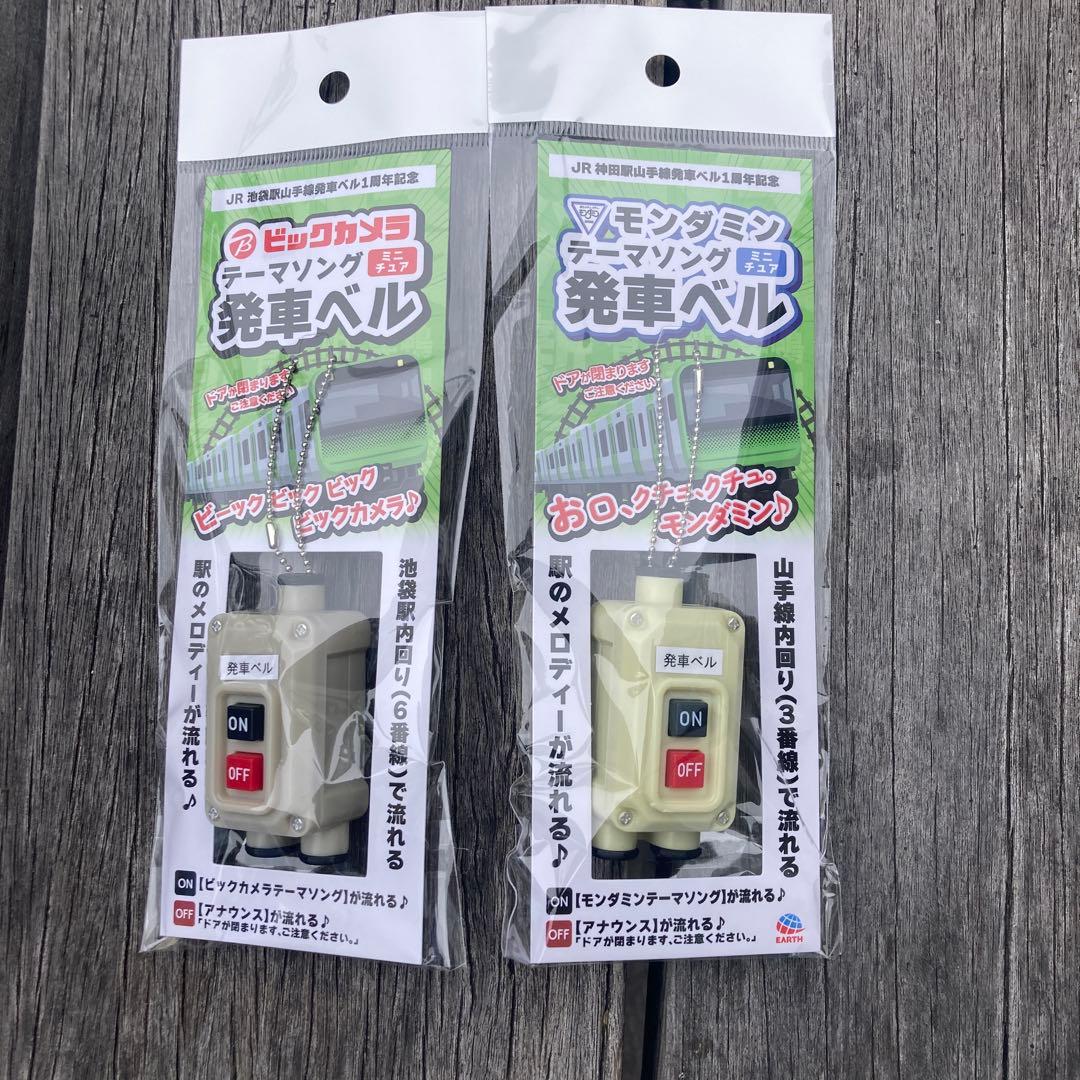 JR 池袋駅山手線発車ベル1周年記念
B ビックカメラ
テーマソング ミニチュア
発車ベル
ドアが閉まります
ご注意ください
ビーック ビック ビック
ビックカメラ♪
池袋駅内回り(6番線)で流れる
駅のメロディーが流れる♪
発車ベル
ON
OFF
ON 【ビックカメラテーマソング】が流れる♪
OFF 【アナウンス】が流れる♪
「ドアが閉まります、ご注意ください。」
JR 神田駅山手線発車ベル1周年記念
モンダミン
テーマソング ミニチュア
発車ベル
ドアが閉まります
ご注意ください
お口、クチュ、クチュ。
モンダミン♪
山手線内回り(3番線)で流れる
駅のメロディーが流れる♪
発車ベル
ON
OFF
ON 【モンダミンテーマソング】が流れる♪
OFF 【アナウンス】が流れる♪
「ドアが閉まります、ご注意ください。」
EARTH